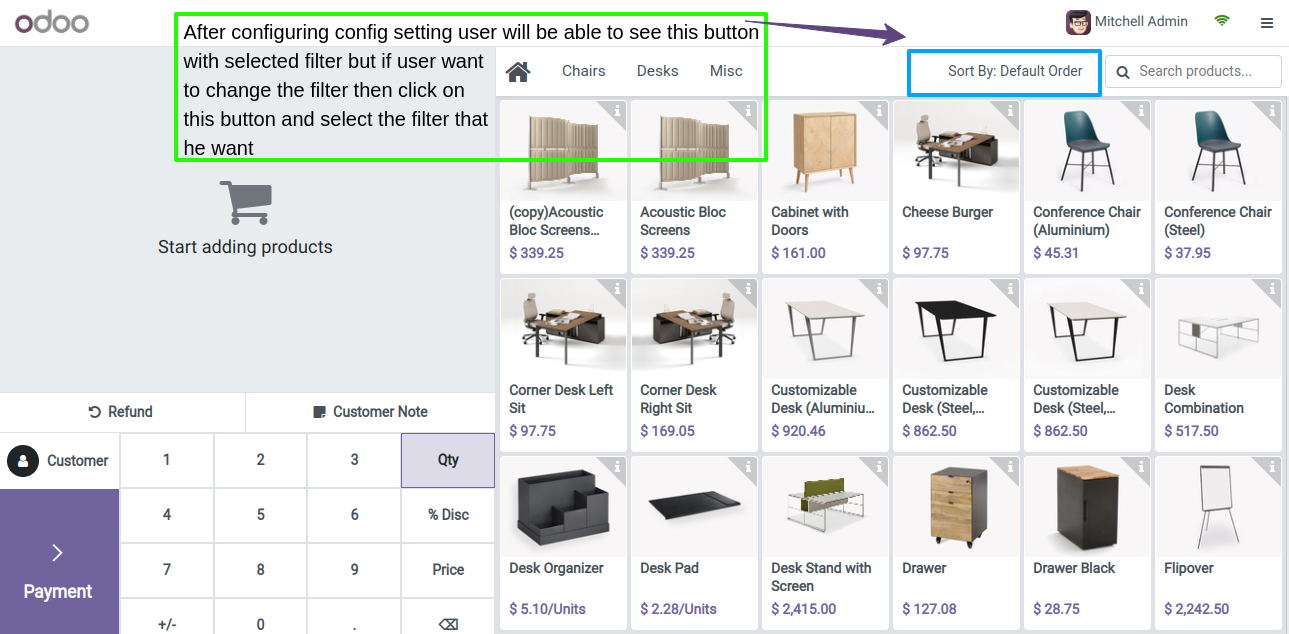 odoo
After configuring config setting user will be able to see this button
with selected filter but if user want
to change the filter then click on
this button and select the filter that
he want
Mitchell Admin
Chairs
Desks
Misc
Sort By: Default Order
Search products...
Start adding products
(copy)Acoustic
Bloc Screens...
$ 339.25
Acoustic Bloc
Screens
$ 339.25
Cabinet with
Doors
$ 161.00
Cheese Burger
$ 97.75
Conference Chair
(Aluminium)
$ 45.31
Conference Chair
(Steel)
$ 37.95
Corner Desk Left
Sit
$ 97.75
Corner Desk
Right Sit
$ 169.05
Customizable
Desk (Aluminiu...
$ 920.46
Customizable
Desk (Steel,...
$ 862.50
Customizable
Desk (Steel,...
$ 862.50
Desk
Combination
$ 517.50
Desk Organizer
$ 5.10/Units
Desk Pad
$ 2.28/Units
Desk Stand with
Screen
$ 2,415.00
Drawer
$ 127.08
Drawer Black
$ 28.75
Flipover
$ 2,242.50
Refund
Customer Note
Customer
1
2
3
Qty
4
5
6
% Disc
7
8
9
Price
+/-
0
.
Payment